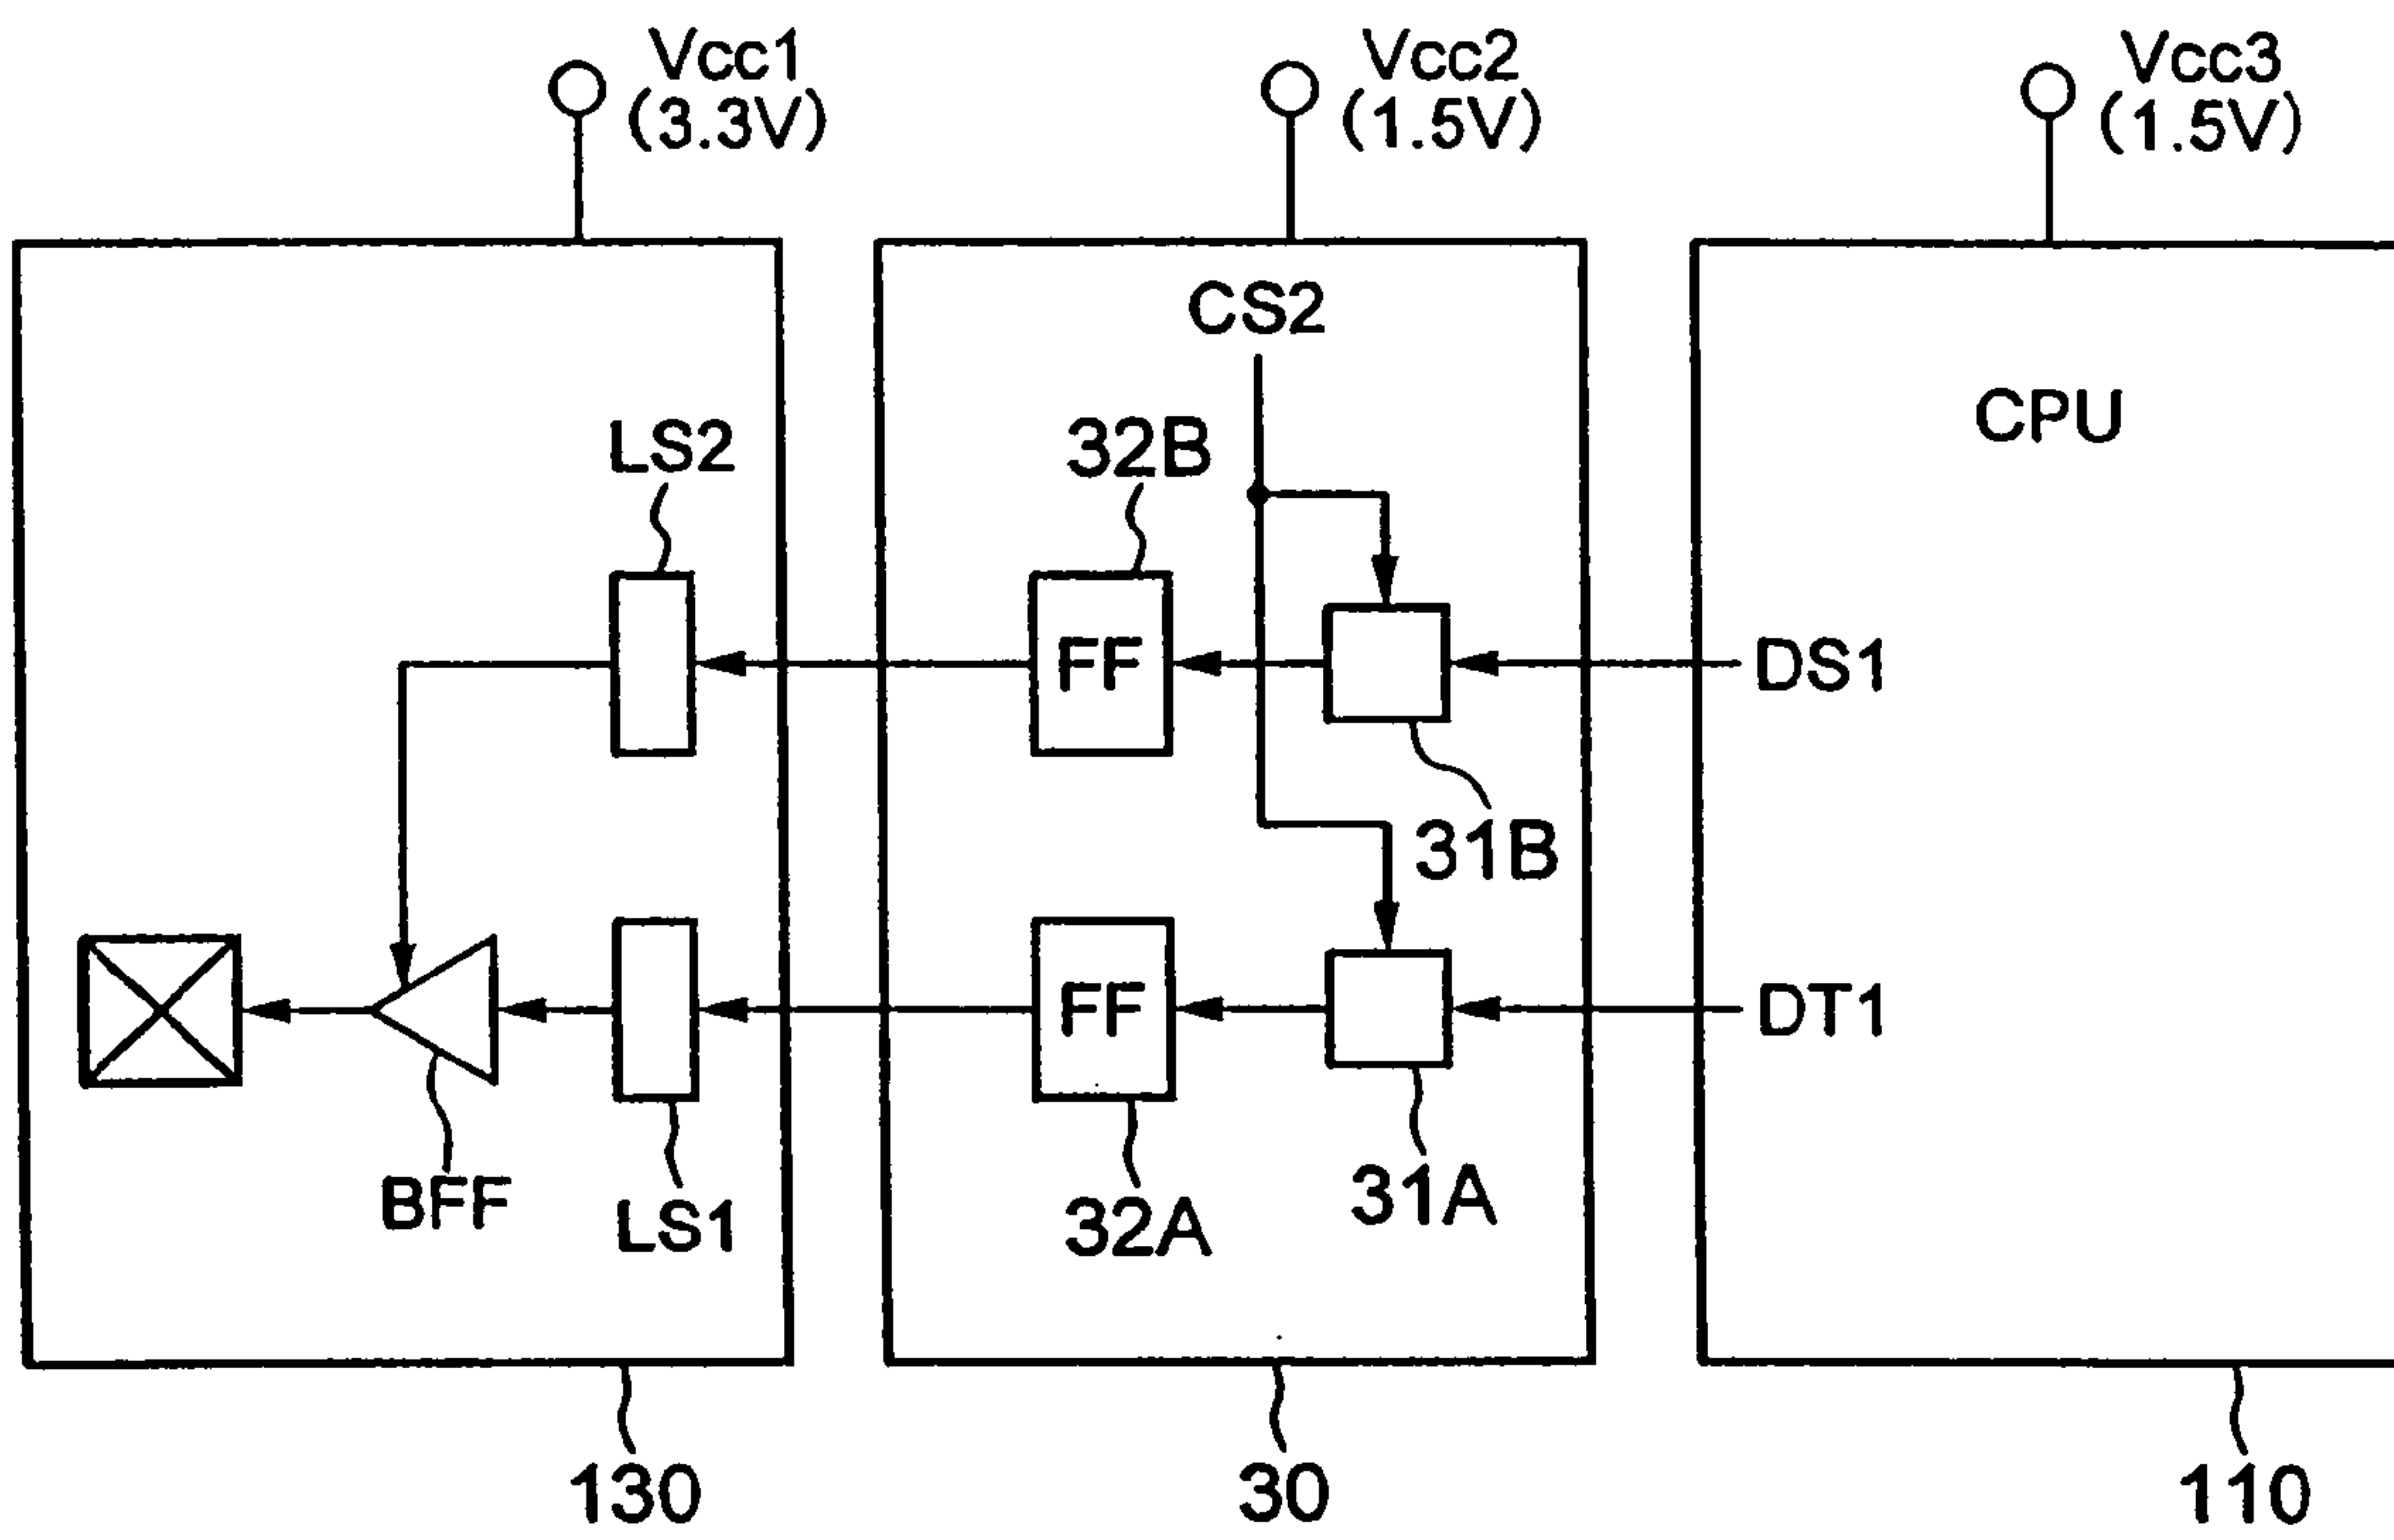 Vcc1
(3.3V)
Vcc2
(1.5V)
Vcc3
(1.5V)
CS2
CPU
LS2
32B
FF
DS1
31B
FF
DT1
BFF
LS1
32A
31A
130
30
110